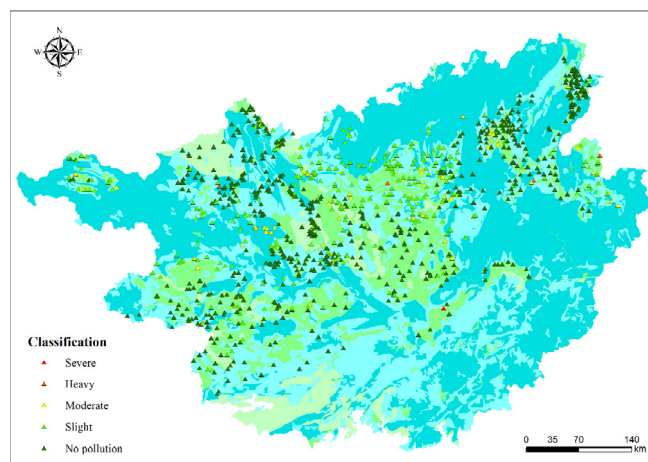 N
W E
S
Classification
Severe
Heavy
Moderate
Slight
No pollution
0 35 70 140
km